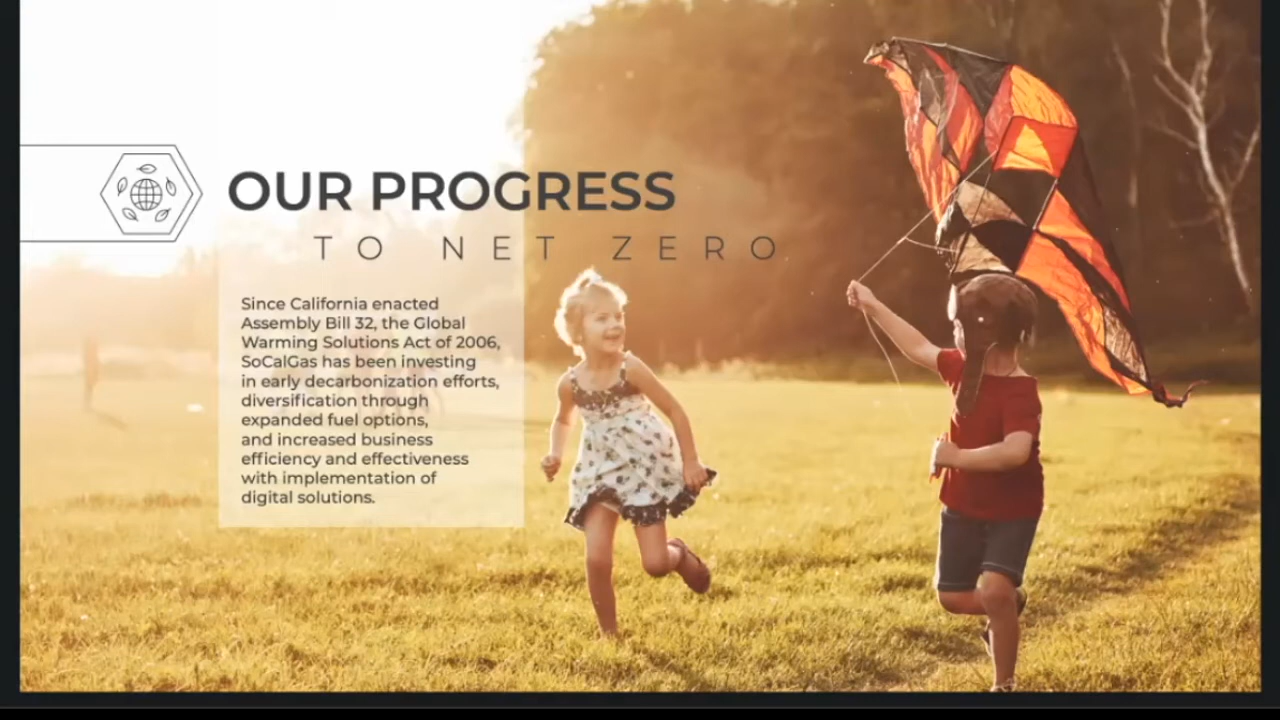 OUR PROGRESS
TO NET ZERO
Since California enacted
Assembly Bill 32, the Global
Warming Solutions Act of 2006,
SoCalGas has been investing
in early decarbonization efforts,
diversification through
expanded fuel options,
and increased business
efficiency and effectiveness
with implementation of
digital solutions.